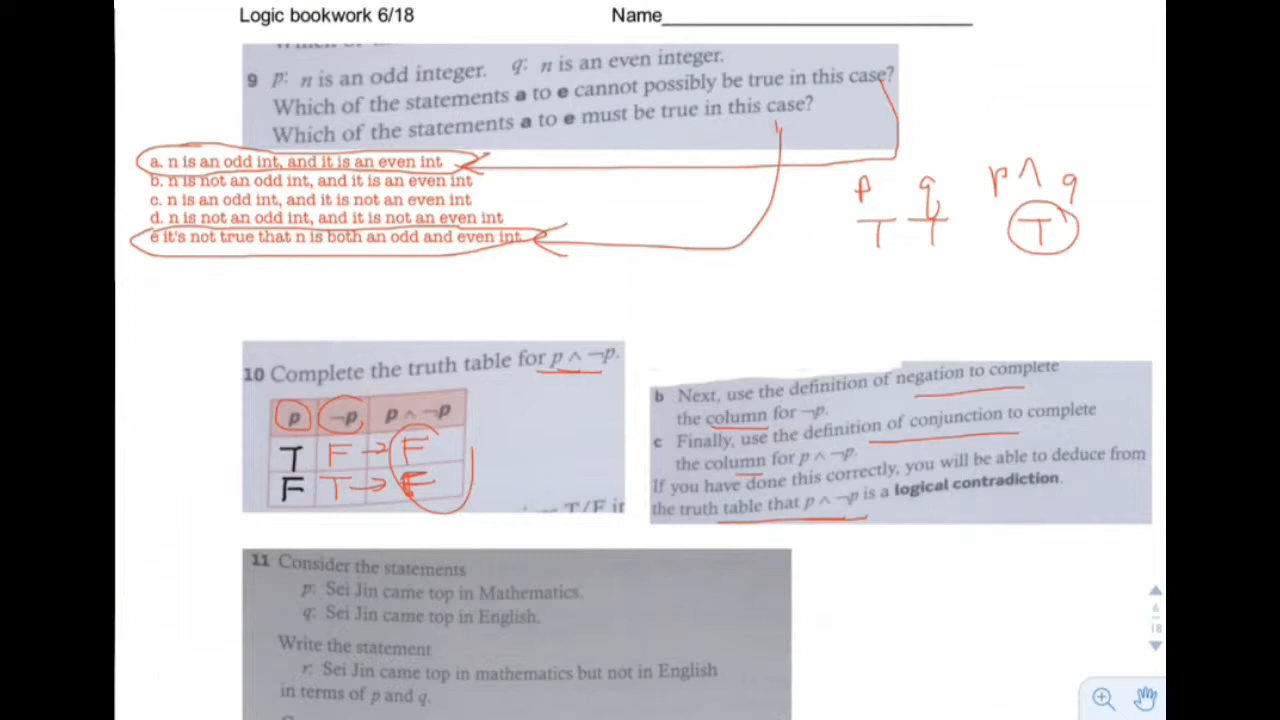 Logic bookwork 6/18 Name
9 p: n is an odd integer. q: n is an even integer.
Which of the statements a to e cannot possibly be true in this case?
Which of the statements a to e must be true in this case?
a. n is an odd int, and it is an even int
b. n is not an odd int, and it is an even int
c. n is an odd int, and it is not an even int
d. n is not an odd int, and it is not an even int
e it's not true that n is both an odd and even int
p q p ∧ q
T T T
10 Complete the truth table for p ∧ ¬p.
p ¬p p ∧ ¬p
T F → F
F T → F
T/F
b Next, use the definition of negation to complete
the column for ¬p.
c Finally, use the definition of conjunction to complete
the column for p ∧ ¬p.
If you have done this correctly, you will be able to deduce from
the truth table that p ∧ ¬p is a logical contradiction.
11 Consider the statements
p: Sei Jin came top in Mathematics.
q: Sei Jin came top in English.
Write the statement
r: Sei Jin came top in mathematics but not in English
in terms of p and q.
6
18